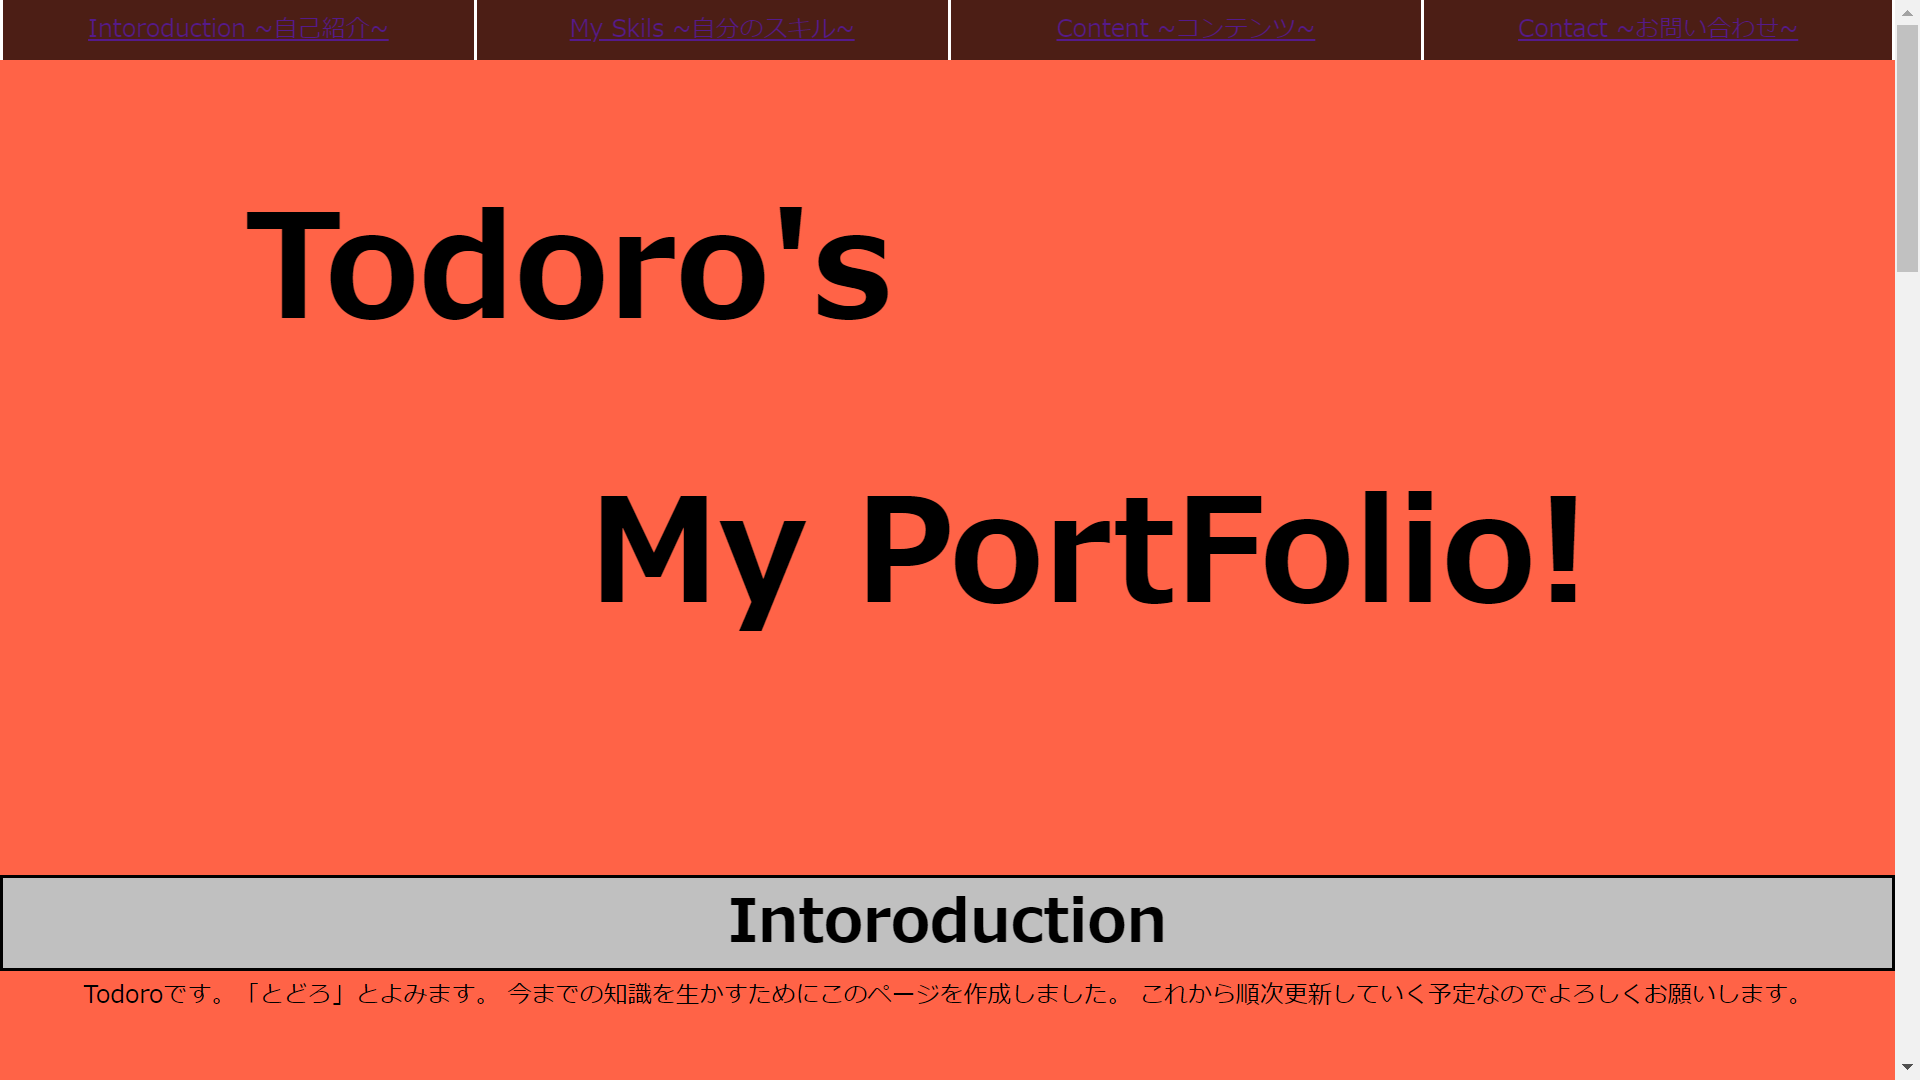 Intoroduction ~自己紹介~
My Skils ~自分のスキル~
Content ~コンテンツ~
Contact ~お問い合わせ~
Todoro's
My PortFolio!
Intoroduction
Todoroです。「とどろ」とよみます。 今までの知識を生かすためにこのページを作成しました。 これから順次更新していく予定なのでよろしくお願いします。